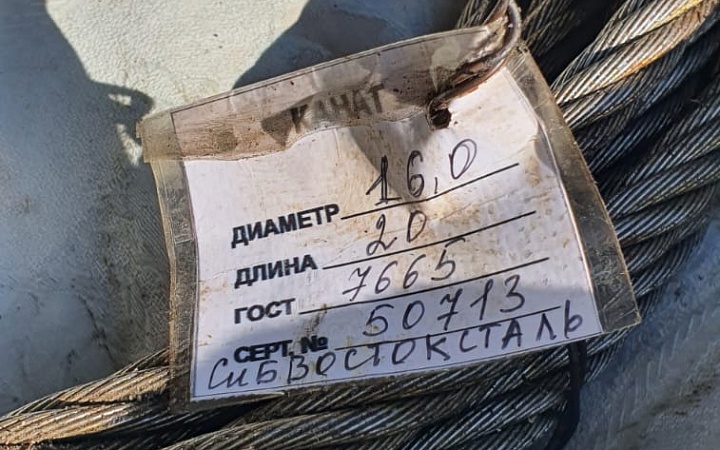 КАНАТ
ДИАМЕТР 16,0
ДЛИНА 20
ГОСТ 7665
СЕРТ. № 50713
СиБВОСТОКСТАЛЬ